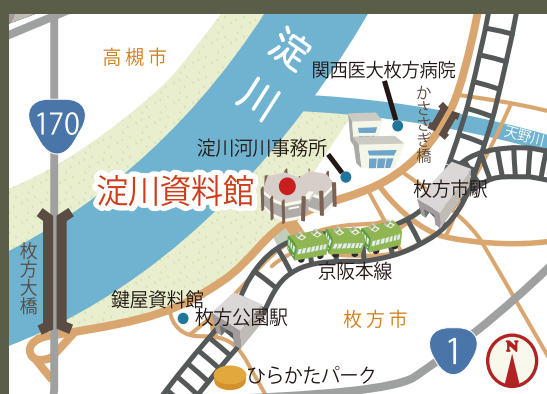 高槻市
淀川
関西医大枚方病院
かささぎ橋
天野川
170
淀川河川事務所
淀川資料館
枚方市駅
枚方大橋
京阪本線
鍵屋資料館
枚方公園駅
枚方市
1
N
ひらかたパーク